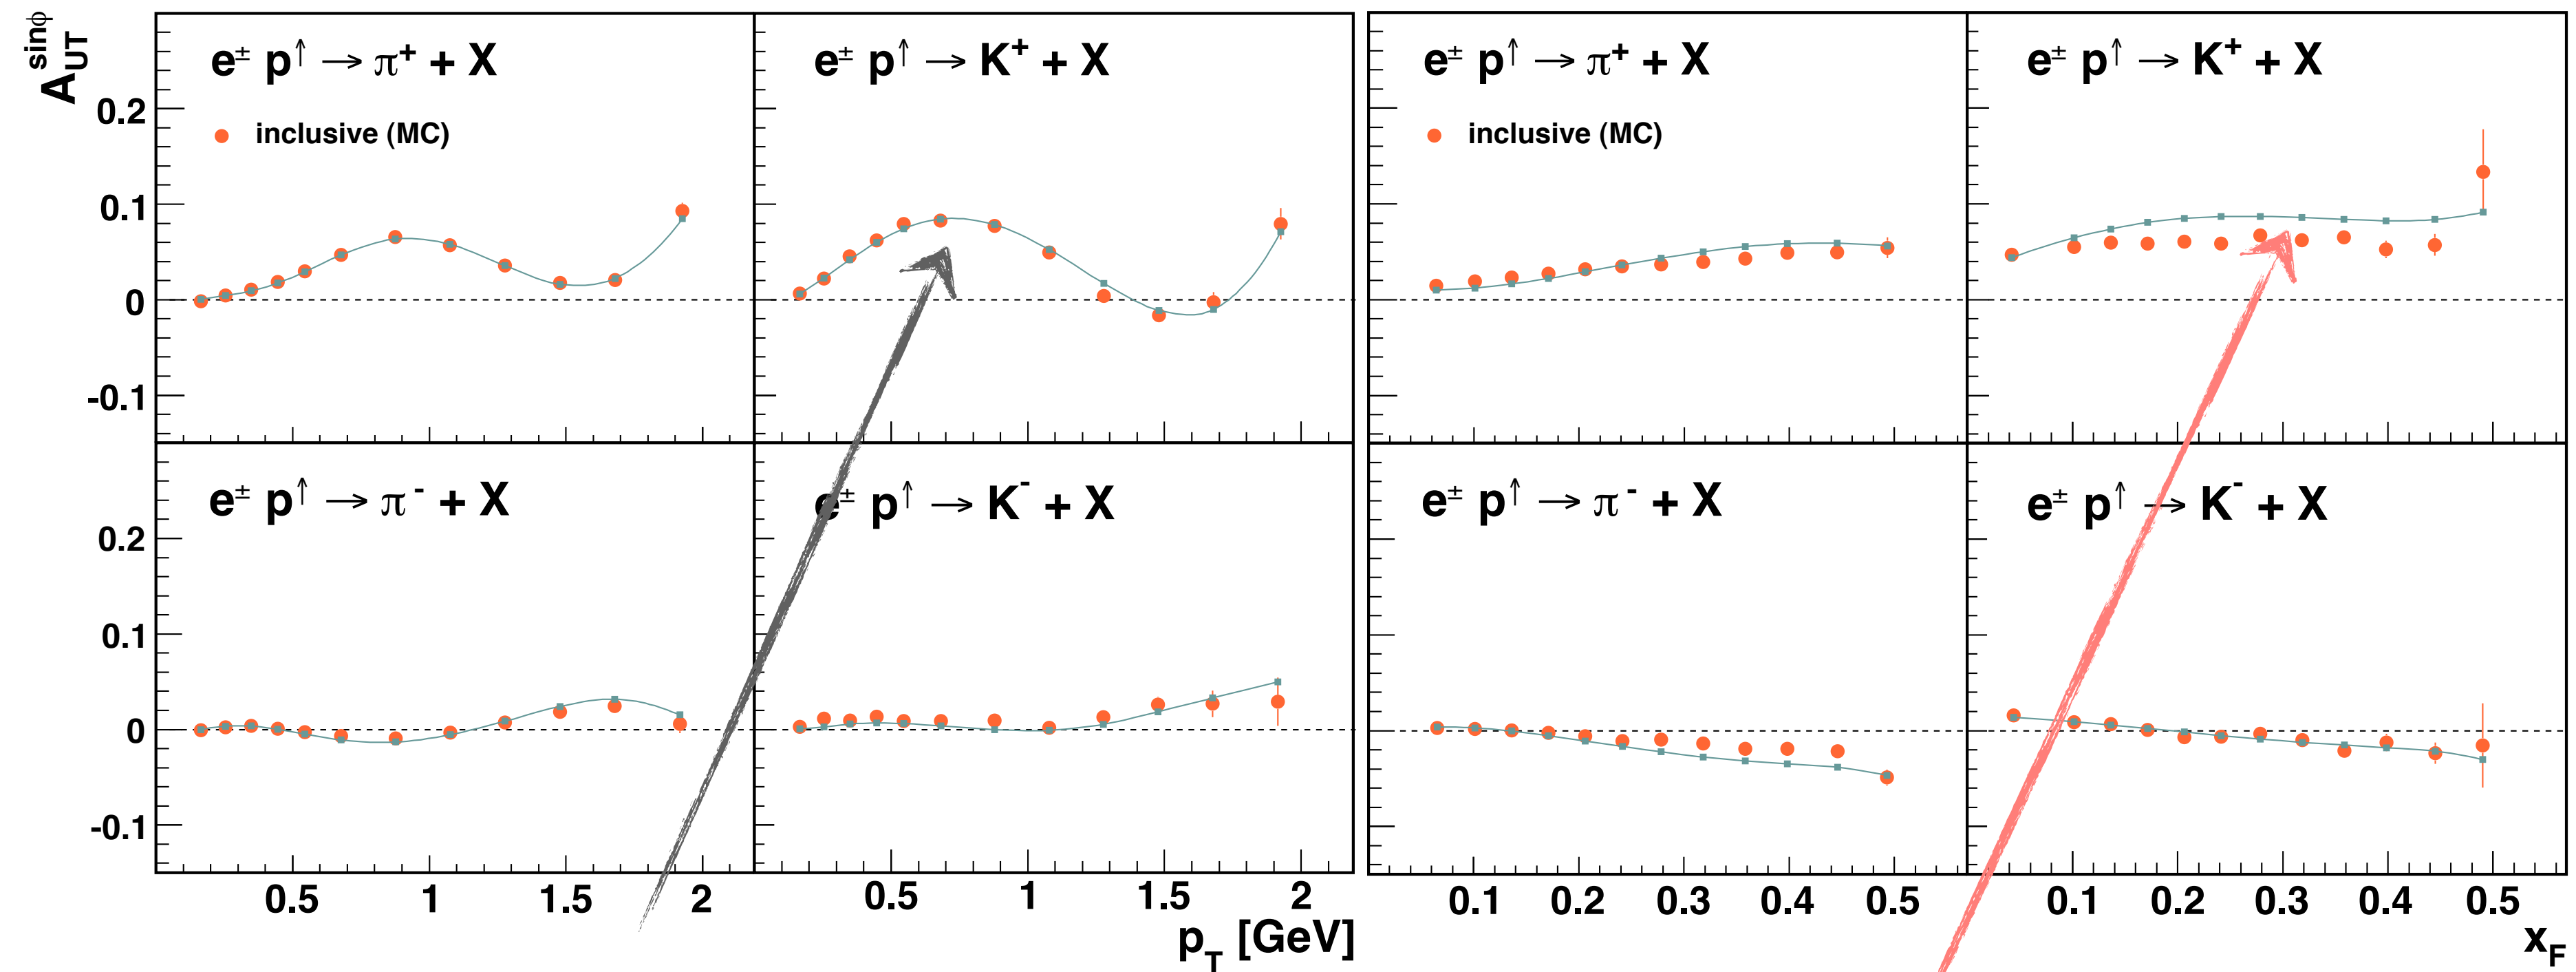 A_UT^sinϕ
e± p↑ → π+ + X
e± p↑ → K+ + X
e± p↑ → π+ + X
e± p↑ → K+ + X
inclusive (MC)
inclusive (MC)
0.2
0.1
0
-0.1
e± p↑ → π- + X
e± p↑ → K- + X
e± p↑ → π- + X
e± p↑ → K- + X
0.2
0.1
0
-0.1
0.5 1 1.5 2
0.5 1 1.5 2
0.1 0.2 0.3 0.4 0.5
0.1 0.2 0.3 0.4 0.5
p_T [GeV]
x_F